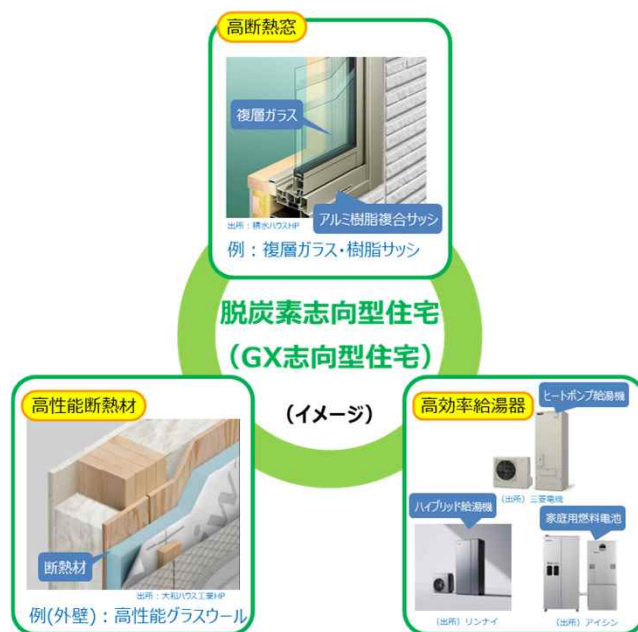 高断熱窓
複層ガラス
アルミ樹脂複合サッシ
出所：積水ハウスHP
例：複層ガラス・樹脂サッシ
脱炭素志向型住宅
（GX志向型住宅）
（イメージ）
高性能断熱材
断熱材
出所：大和ハウス工業HP
例(外壁)：高性能グラスウール
高効率給湯器
ヒートポンプ給湯機
（出所）三菱電機
ハイブリッド給湯機
家庭用燃料電池
（出所）リンナイ
（出所）アイシン